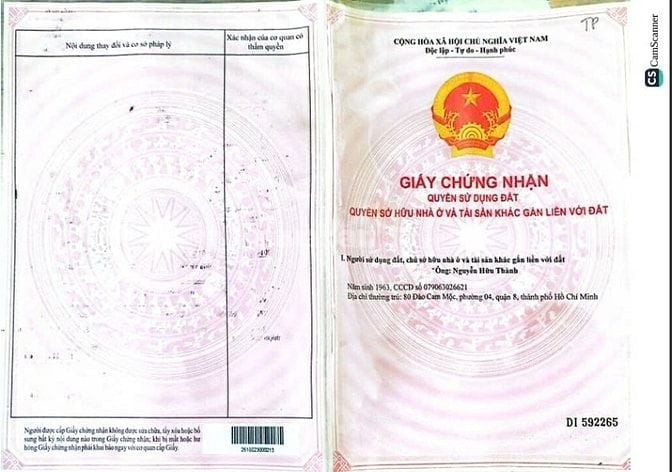 Nội dung thay đổi và cơ sở pháp lý
Xác nhận của cơ quan có
thẩm quyền
Người được cấp Giấy chứng nhận không được sửa chữa, tẩy xóa hoặc bổ
sung bất kỳ nội dung nào trong Giấy chứng nhận; khi bị mất hoặc hư
hỏng Giấy chứng nhận phải khai báo ngay với cơ quan cấp Giấy.
TP
CỘNG HÒA XÃ HỘI CHỦ NGHĨA VIỆT NAM
Độc lập - Tự do - Hạnh phúc
GIẤY CHỨNG NHẬN
QUYỀN SỬ DỤNG ĐẤT
QUYỀN SỞ HỮU NHÀ Ở VÀ TÀI SẢN KHÁC GẮN LIỀN VỚI ĐẤT
I. Người sử dụng đất, chủ sở hữu nhà ở và tài sản khác gắn liền với đất
*Ông: Nguyễn Hữu Thành
Năm sinh 1963, CCCD số 079063026621
Địa chỉ thường trú: 80 Đào Cam Mộc, phường 04, quận 8, thành phố Hồ Chí Minh
DI 592265
CS CamScanner